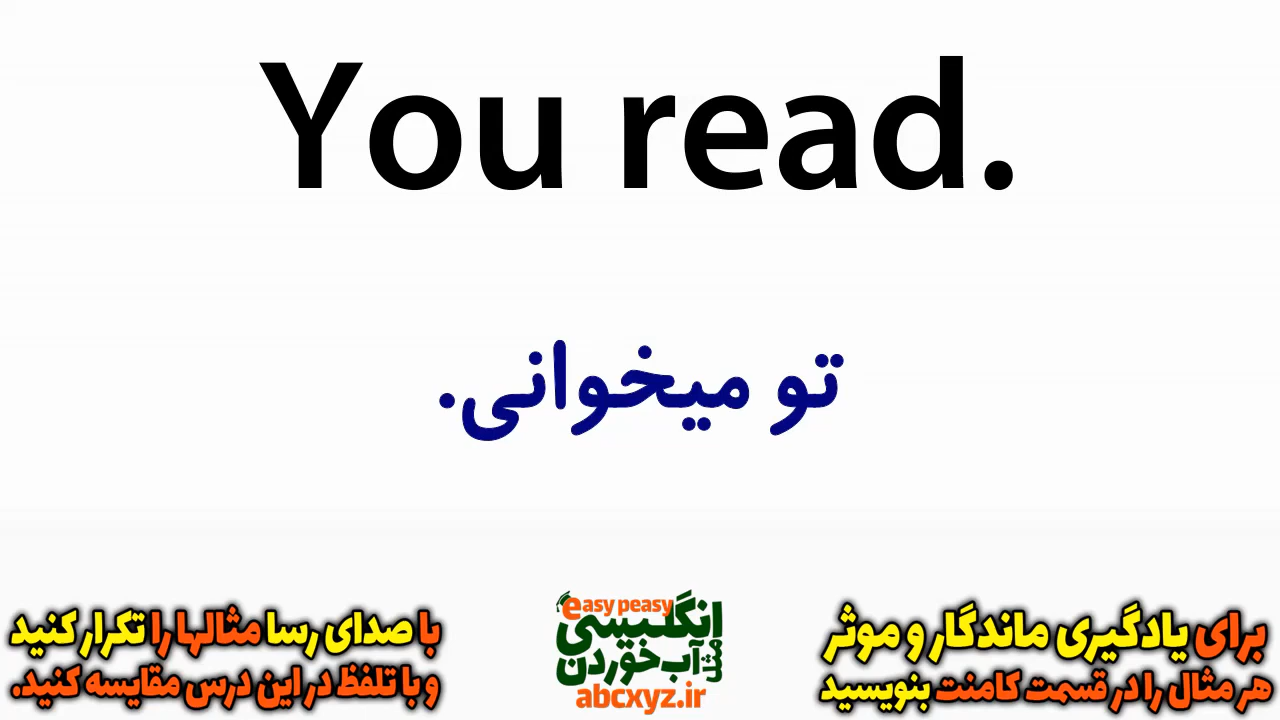 You read.
تو میخوانی.
برای یادگیری ماندگار و موثر
هر مثال را در قسمت کامنت بنویسید
easy peasy
انگلیسی
مثل
آب خوردن
abcxyz.ir
با صدای رسا مثالها را تکرار کنید
و با تلفظ در این درس مقایسه کنید.